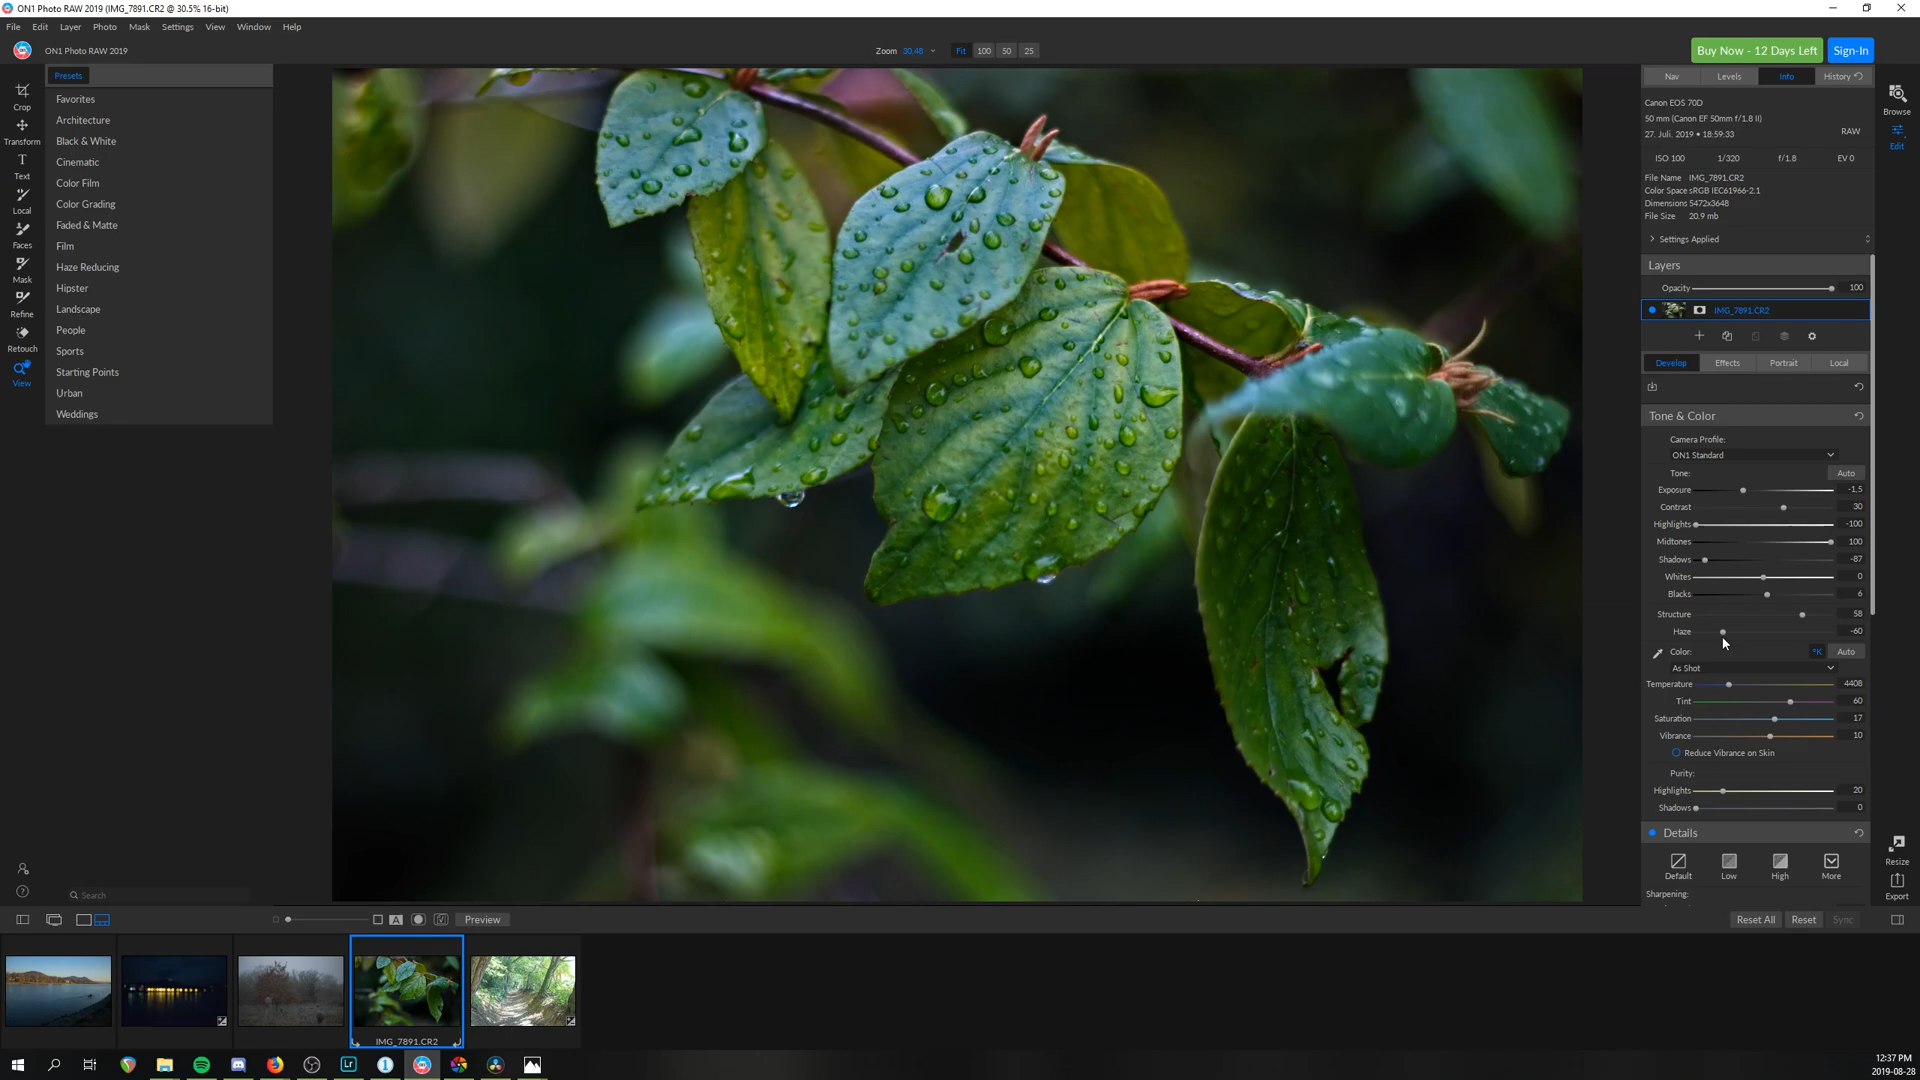 ON1 Photo RAW 2019 (IMG_7891.CR2 @ 30.5% 16-bit)
File Edit Layer Photo Mask Settings View Window Help
ON1 Photo RAW 2019
Zoom 30,48 Fit 100 50 25
Buy Now - 12 Days Left Sign-In
Crop
Transform
Text
Local
Faces
Mask
Refine
Retouch
View
Presets
Favorites
Architecture
Black & White
Cinematic
Color Film
Color Grading
Faded & Matte
Film
Haze Reducing
Hipster
Landscape
People
Sports
Starting Points
Urban
Weddings
Search
Nav Levels Info History
Canon EOS 70D
50 mm (Canon EF 50mm f/1.8 II)
27. Juli. 2019 • 18:59:33 RAW
ISO 100 1/320 f/1.8 EV 0
File Name IMG_7891.CR2
Color Space sRGB IEC61966-2.1
Dimensions 5472x3648
File Size 20.9 mb
Settings Applied
Layers
Opacity 100
IMG_7891.CR2
Develop Effects Portrait Local
Tone & Color
Camera Profile:
ON1 Standard
Tone: Auto
Exposure -1,5
Contrast 30
Highlights -100
Midtones 100
Shadows -87
Whites 0
Blacks 6
Structure 58
Haze -60
Color: °K Auto
As Shot
Temperature 4408
Tint 60
Saturation 17
Vibrance 10
Reduce Vibrance on Skin
Purity:
Highlights 20
Shadows 0
Details
Default Low High More
Sharpening:
Browse
Edit
Resize
Export
A Preview
Reset All Reset Sync
IMG_7891.CR2
Lr
12:37 PM
2019-08-28